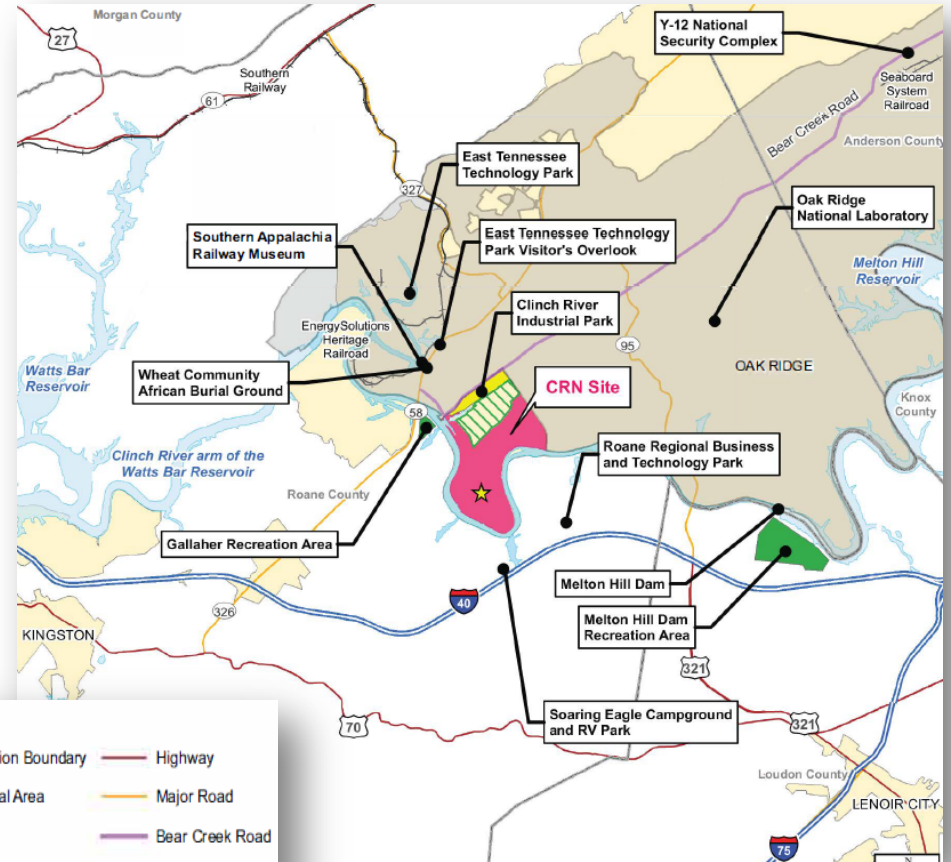 Morgan County
27
Y-12 National
Security Complex
Southern
Railway
Seaboard
System
Railroad
61
Bear Creek Road
Anderson County
East Tennessee
Technology Park
327
Oak Ridge
National Laboratory
Southern Appalachia
Railway Museum
East Tennessee Technology
Park Visitor's Overlook
Melton Hill
Reservoir
Clinch River
Industrial Park
EnergySolutions
Heritage
Railroad
95
OAK RIDGE
Watts Bar
Reservoir
Wheat Community
African Burial Ground
CRN Site
Knox
County
58
Clinch River arm of the
Watts Bar Reservoir
Roane Regional Business
and Technology Park
Roane County
Gallaher Recreation Area
Melton Hill Dam
40
326
Melton Hill Dam
Recreation Area
KINGSTON
321
70
Soaring Eagle Campground
and RV Park
321
Loudon County
LENOIR CITY
75
Boundary
Highway
Area
Major Road
Bear Creek Road